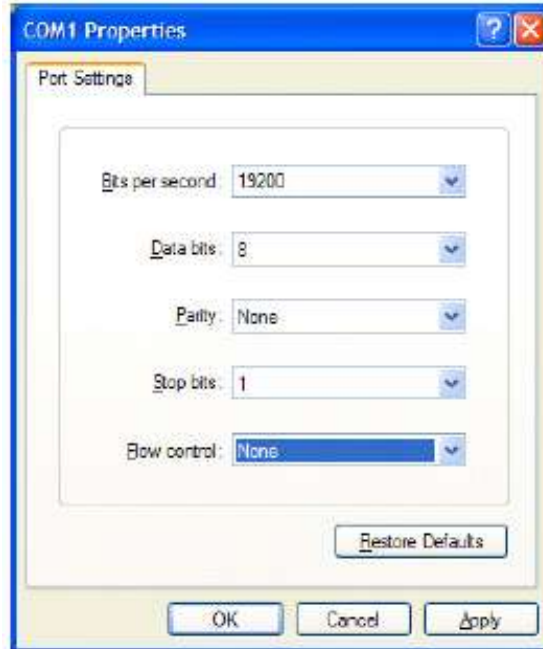 COM1 Properties
Port Settings
Bits per second: 19200
Data bits: 8
Parity: None
Stop bits: 1
Flow control: None
Restore Defaults
OK Cancel Apply